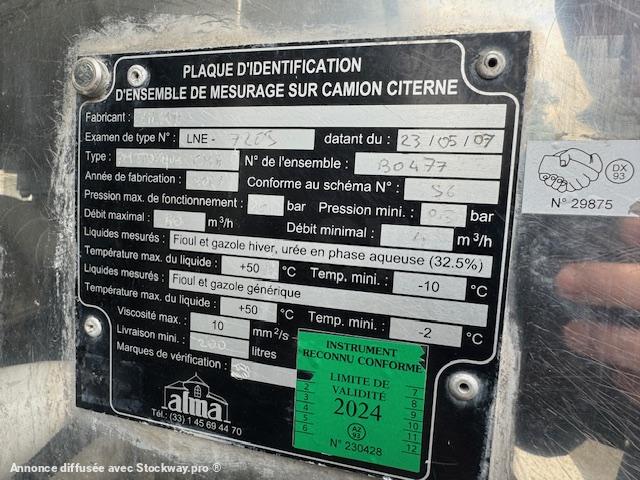 PLAQUE D'IDENTIFICATION
D'ENSEMBLE DE MESURAGE SUR CAMION CITERNE
Fabricant :
Examen de type N° : LNE - 7263 datant du : 23/05/07
Type : N° de l'ensemble : B0477
Année de fabrication : Conforme au schéma N° : S6
Pression max. de fonctionnement : bar Pression mini. : bar
Débit maximal : m³/h Débit minimal : m³/h
Liquides mesurés : Fioul et gazole hiver, urée en phase aqueuse (32.5%)
Température max. du liquide : +50 °C Temp. mini. : -10 °C
Liquides mesurés : Fioul et gazole générique
Température max. du liquide : +50 °C Temp. mini. : -2 °C
Viscosité max. : 10 mm²/s
Livraison mini. : 200 litres
Marques de vérification :
alma
Tél.: (33) 1 45 69 44 70
INSTRUMENT
RECONNU CONFORME
LIMITE DE
VALIDITÉ
2024
1 2 3 4 5 6
7 8 9 10 11 12
AZ
93
N° 230428
DX
93
N° 29875
Annonce diffusée avec Stockway.pro ®